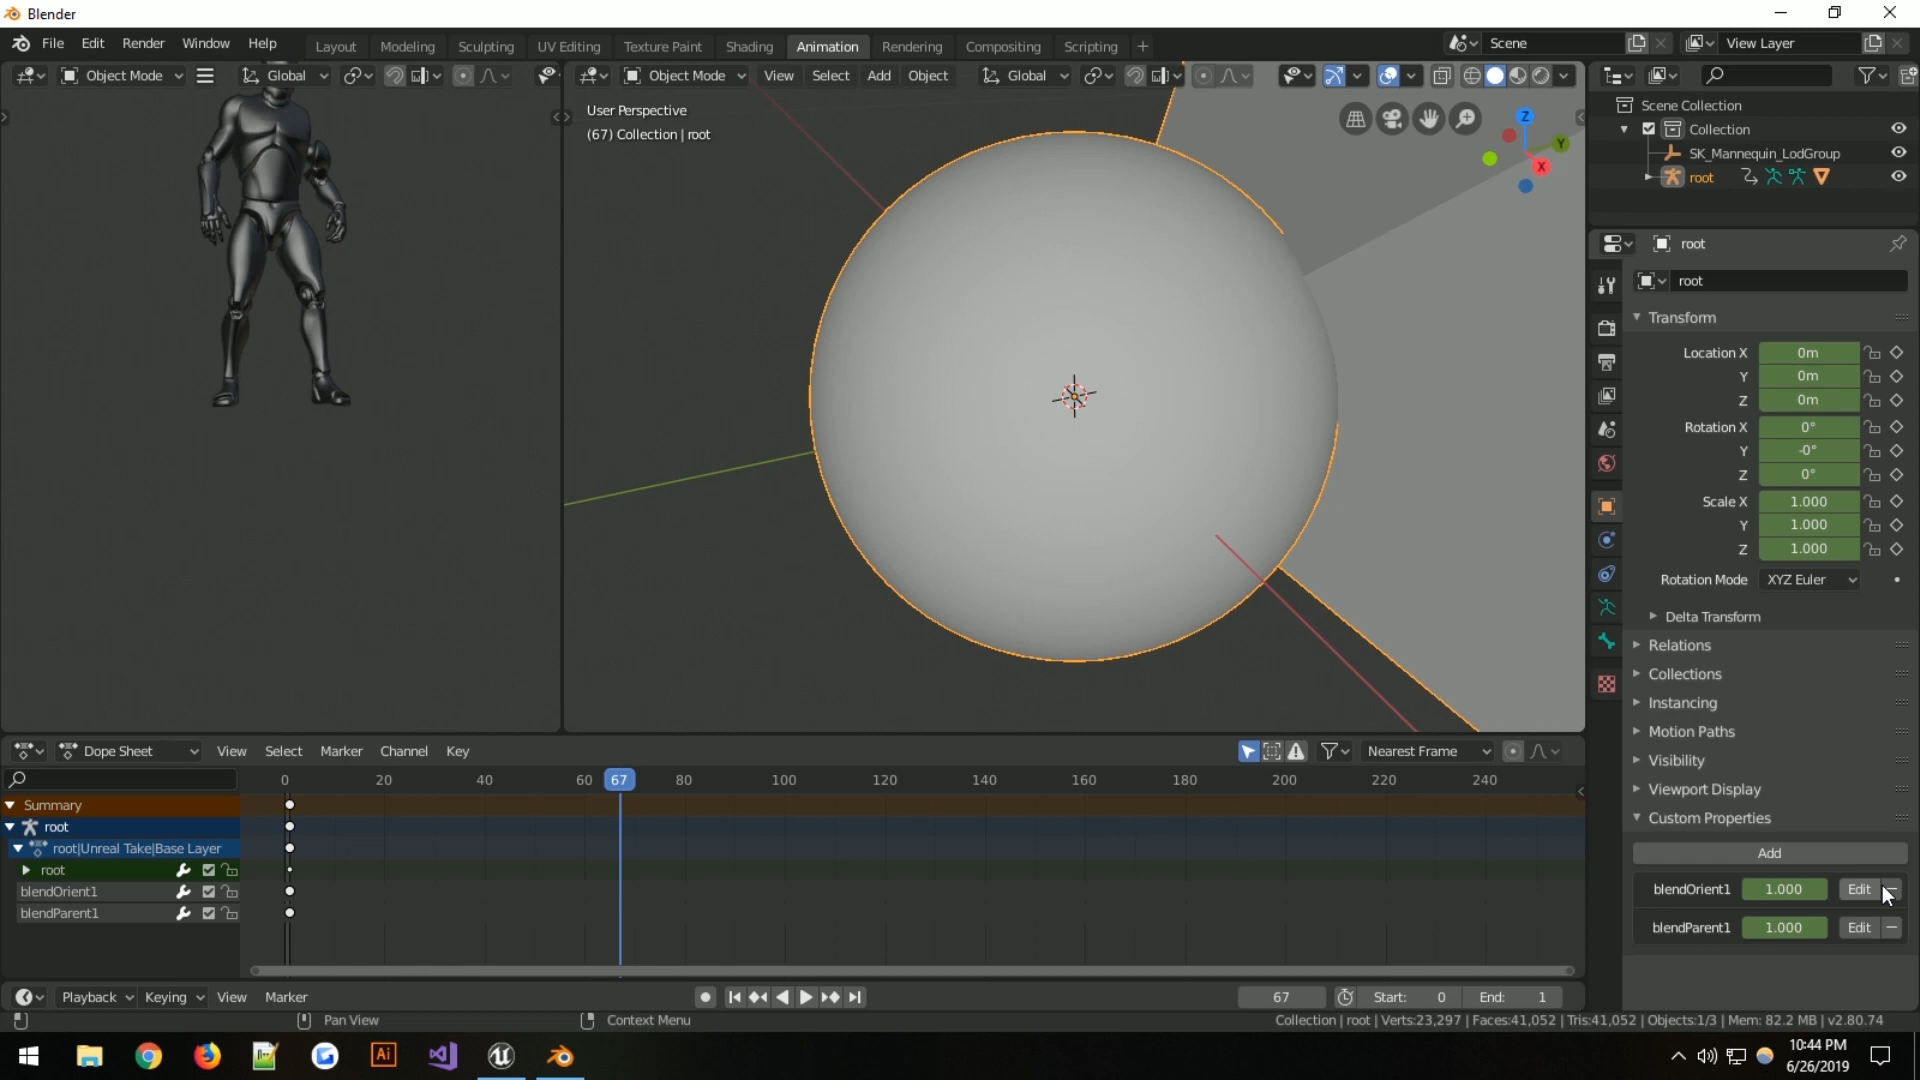 Blender
File Edit Render Window Help Layout Modeling Sculpting UV Editing Texture Paint Shading Animation Rendering Compositing Scripting + Scene View Layer
Object Mode Global Object Mode View Select Add Object Global
User Perspective
(67) Collection | root
Z
Y
X
Scene Collection
Collection
SK_Mannequin_LodGroup
root
root
root
Transform
Location X 0m
Y 0m
Z 0m
Rotation X 0°
Y -0°
Z 0°
Scale X 1.000
Y 1.000
Z 1.000
Rotation Mode XYZ Euler
Delta Transform
Relations
Collections
Instancing
Motion Paths
Visibility
Viewport Display
Custom Properties
Add
blendOrient1 1.000 Edit
blendParent1 1.000 Edit
Dope Sheet View Select Marker Channel Key Nearest Frame
0 20 40 60 67 80 100 120 140 160 180 200 220 240
Summary
root
root|Unreal Take|Base Layer
root
blendOrient1
blendParent1
Playback Keying View Marker 67 Start: 0 End: 1
Pan View Context Menu Collection | root | Verts:23,297 | Faces:41,052 | Tris:41,052 | Objects:1/3 | Mem: 82.2 MB | v2.80.74
Ai
10:44 PM
6/26/2019